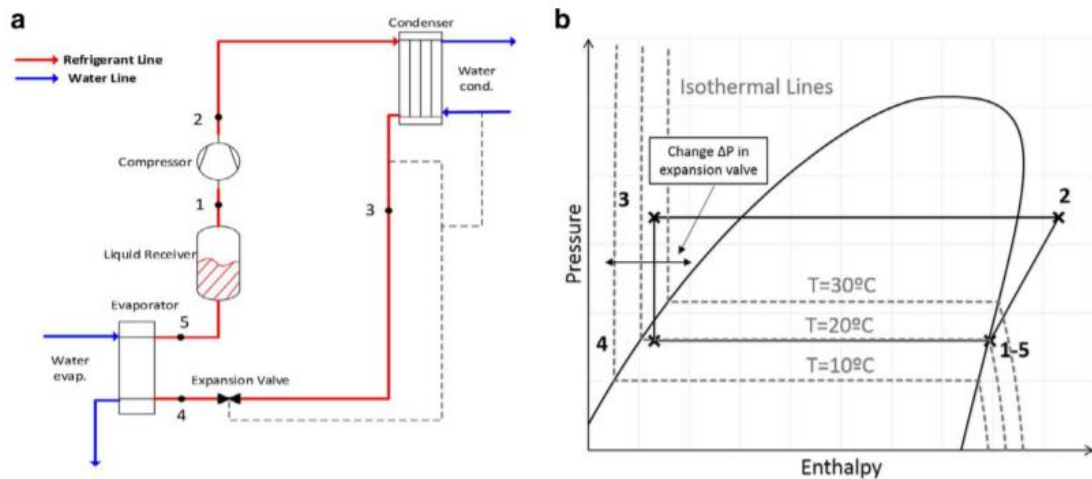 a
Refrigerant Line
Water Line
Condenser
Water
cond.
2
Compressor
1
3
Liquid Receiver
Evaporator
5
Water
evap.
Expansion Valve
4
b
Isothermal Lines
Change ΔP in
expansion valve
3
2
Pressure
T=30ºC
T=20ºC
4
1-5
T=10ºC
Enthalpy